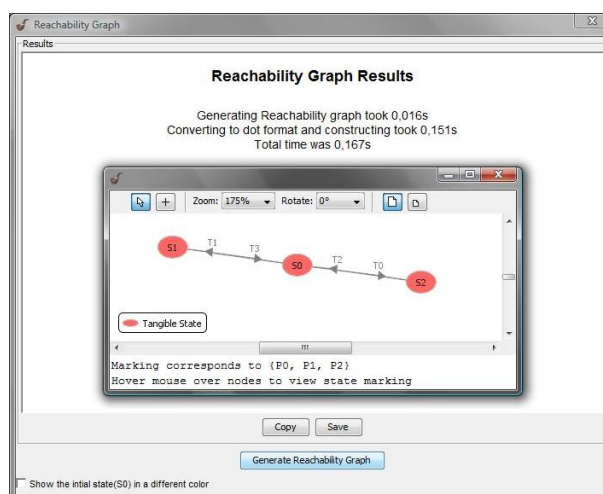 Reachability Graph
Results
Reachability Graph Results
Generating Reachability graph took 0,016s
Converting to dot format and constructing took 0,151s
Total time was 0,167s
Zoom: 175% Rotate: 0°
S1 T1 T3 S0 T2 T0 S2
Tangible State
Marking corresponds to {P0, P1, P2}
Hover mouse over nodes to view state marking
Copy Save
Generate Reachability Graph
Show the intial state(S0) in a different color